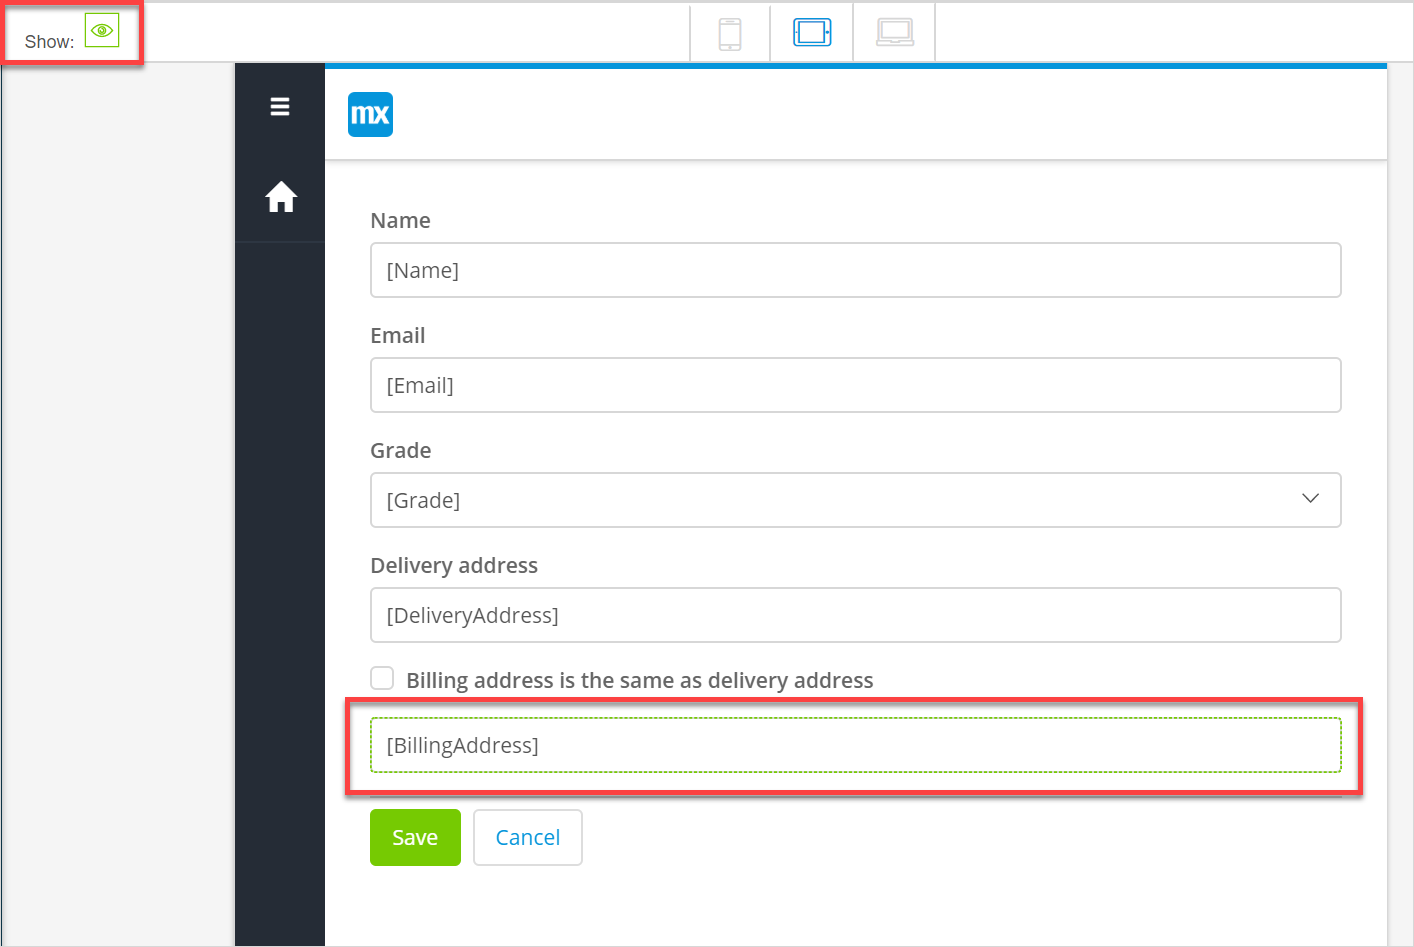 Show:
mx
Name
[Name]
Email
[Email]
Grade
[Grade]
Delivery address
[DeliveryAddress]
Billing address is the same as delivery address
[BillingAddress]
Save Cancel